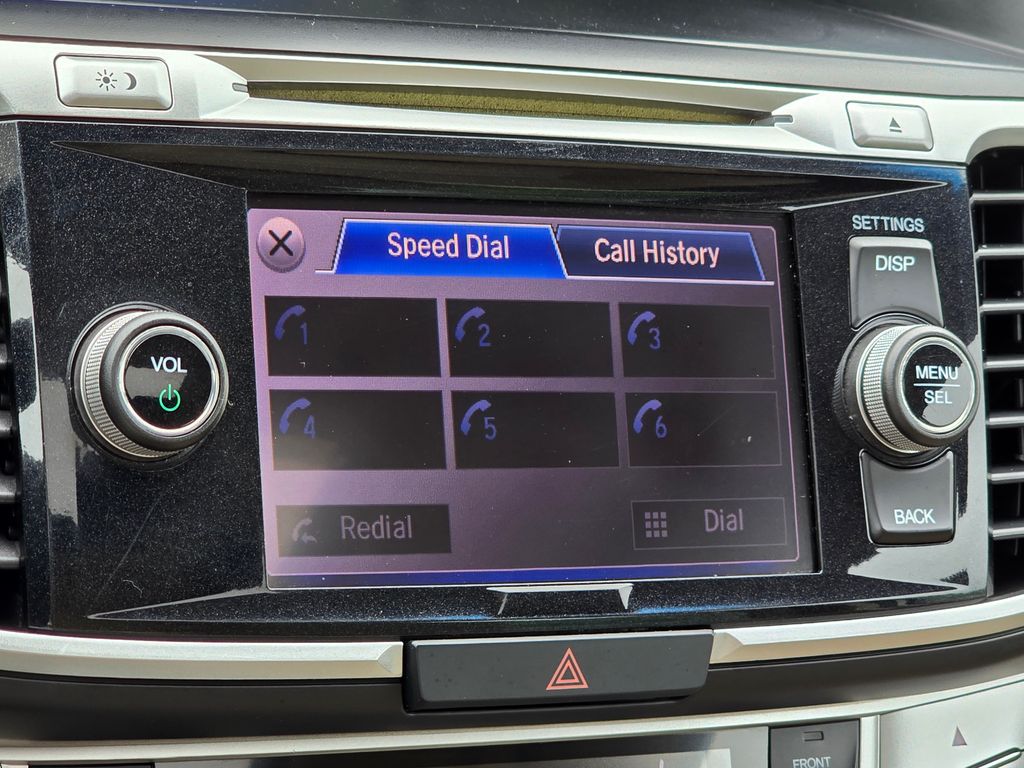 SETTINGS
Speed Dial
Call History
DISP
1
2
3
VOL
MENU
SEL
4
5
6
Redial
Dial
BACK
FRONT